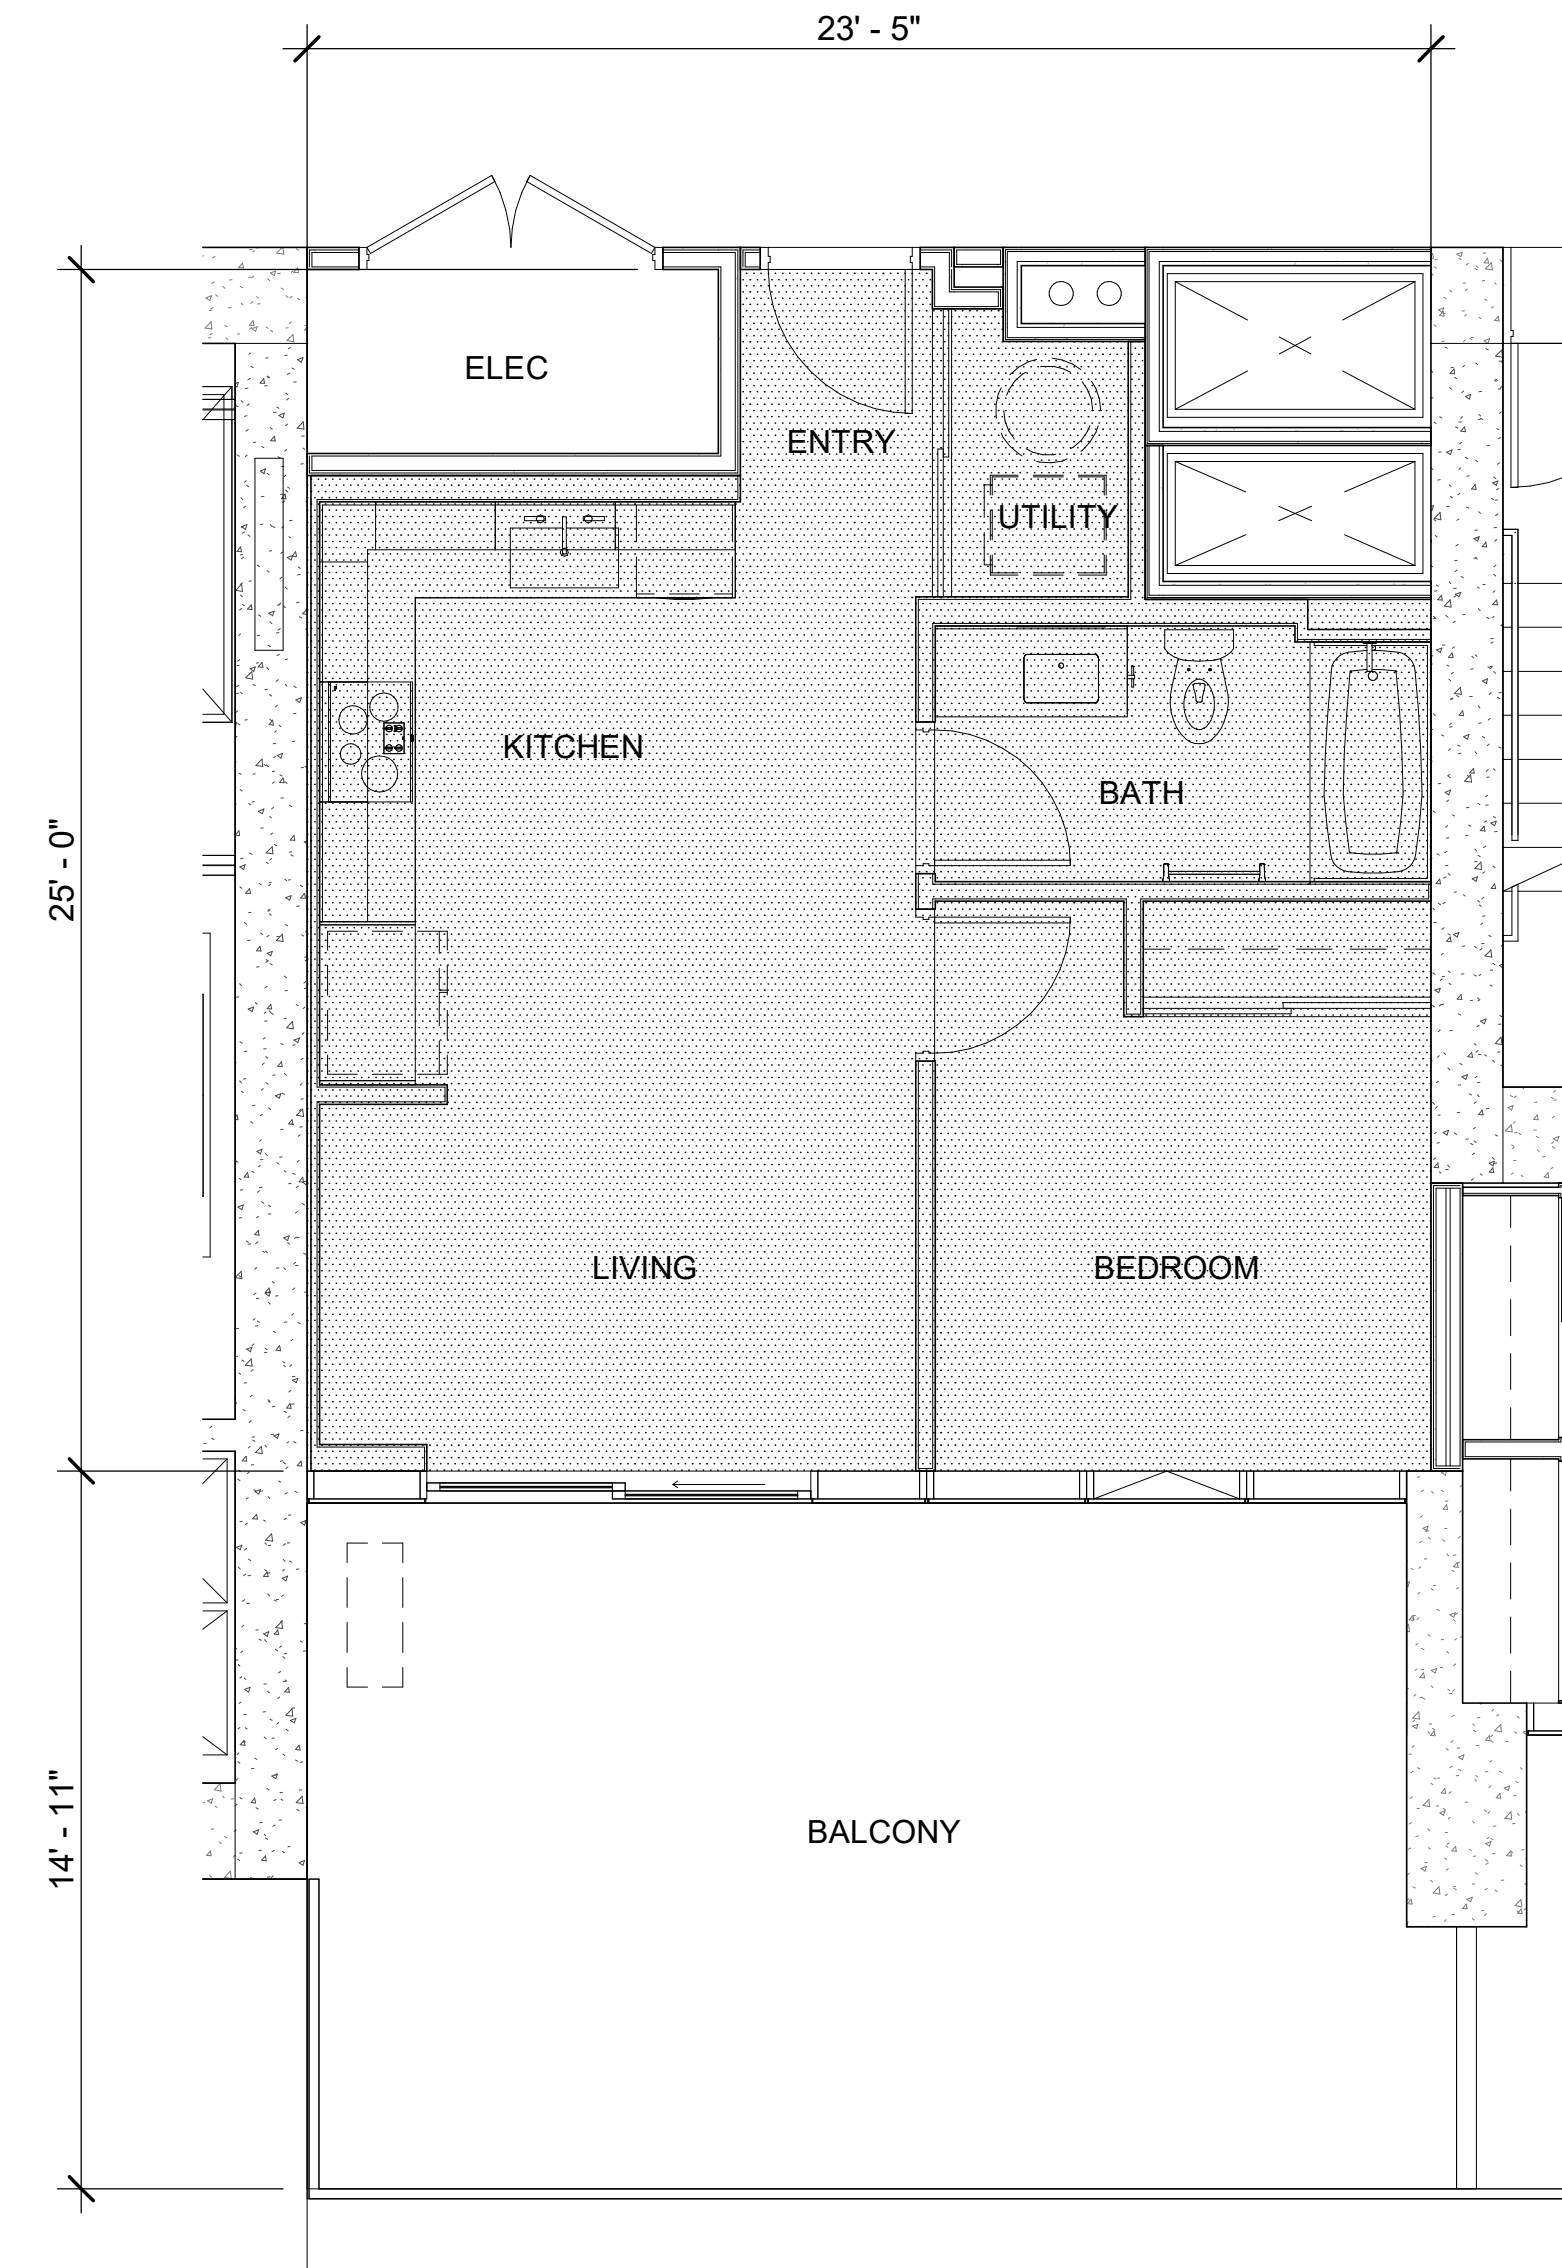 23' - 5"
ELEC
ENTRY
UTILITY
KITCHEN
BATH
25' - 0"
LIVING
BEDROOM
14' - 11"
BALCONY